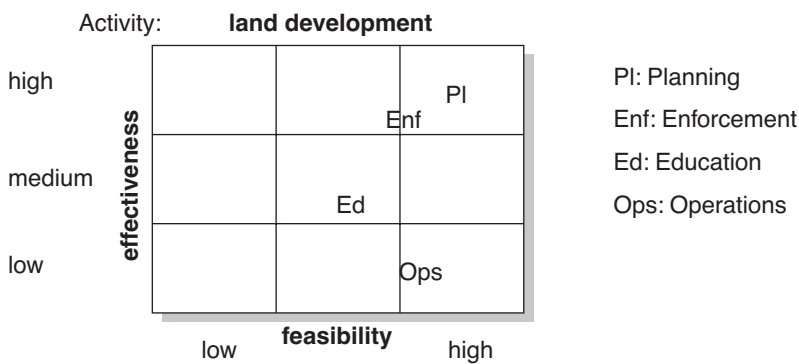 Activity: land development
high
medium
low
effectiveness
Pl
Enf
Ed
Ops
low
feasibility
high
Pl: Planning
Enf: Enforcement
Ed: Education
Ops: Operations